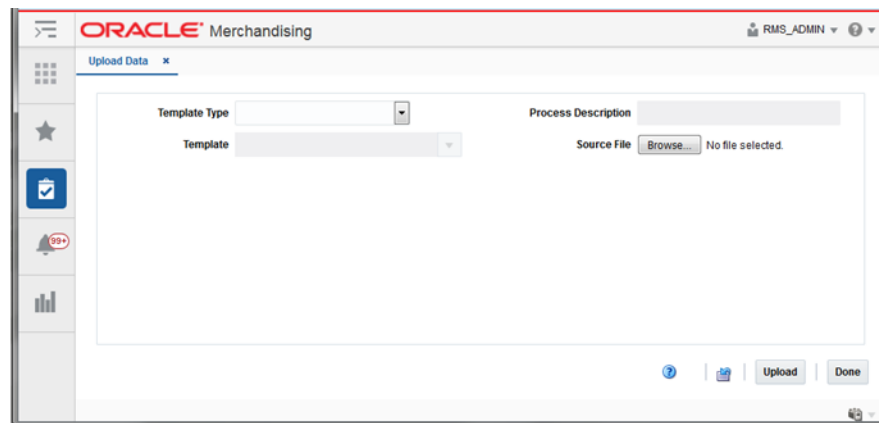 ORACLE® Merchandising
RMS_ADMIN
Upload Data ×
Template Type
Process Description
Template
Source File Browse... No file selected.
99+
Upload
Done